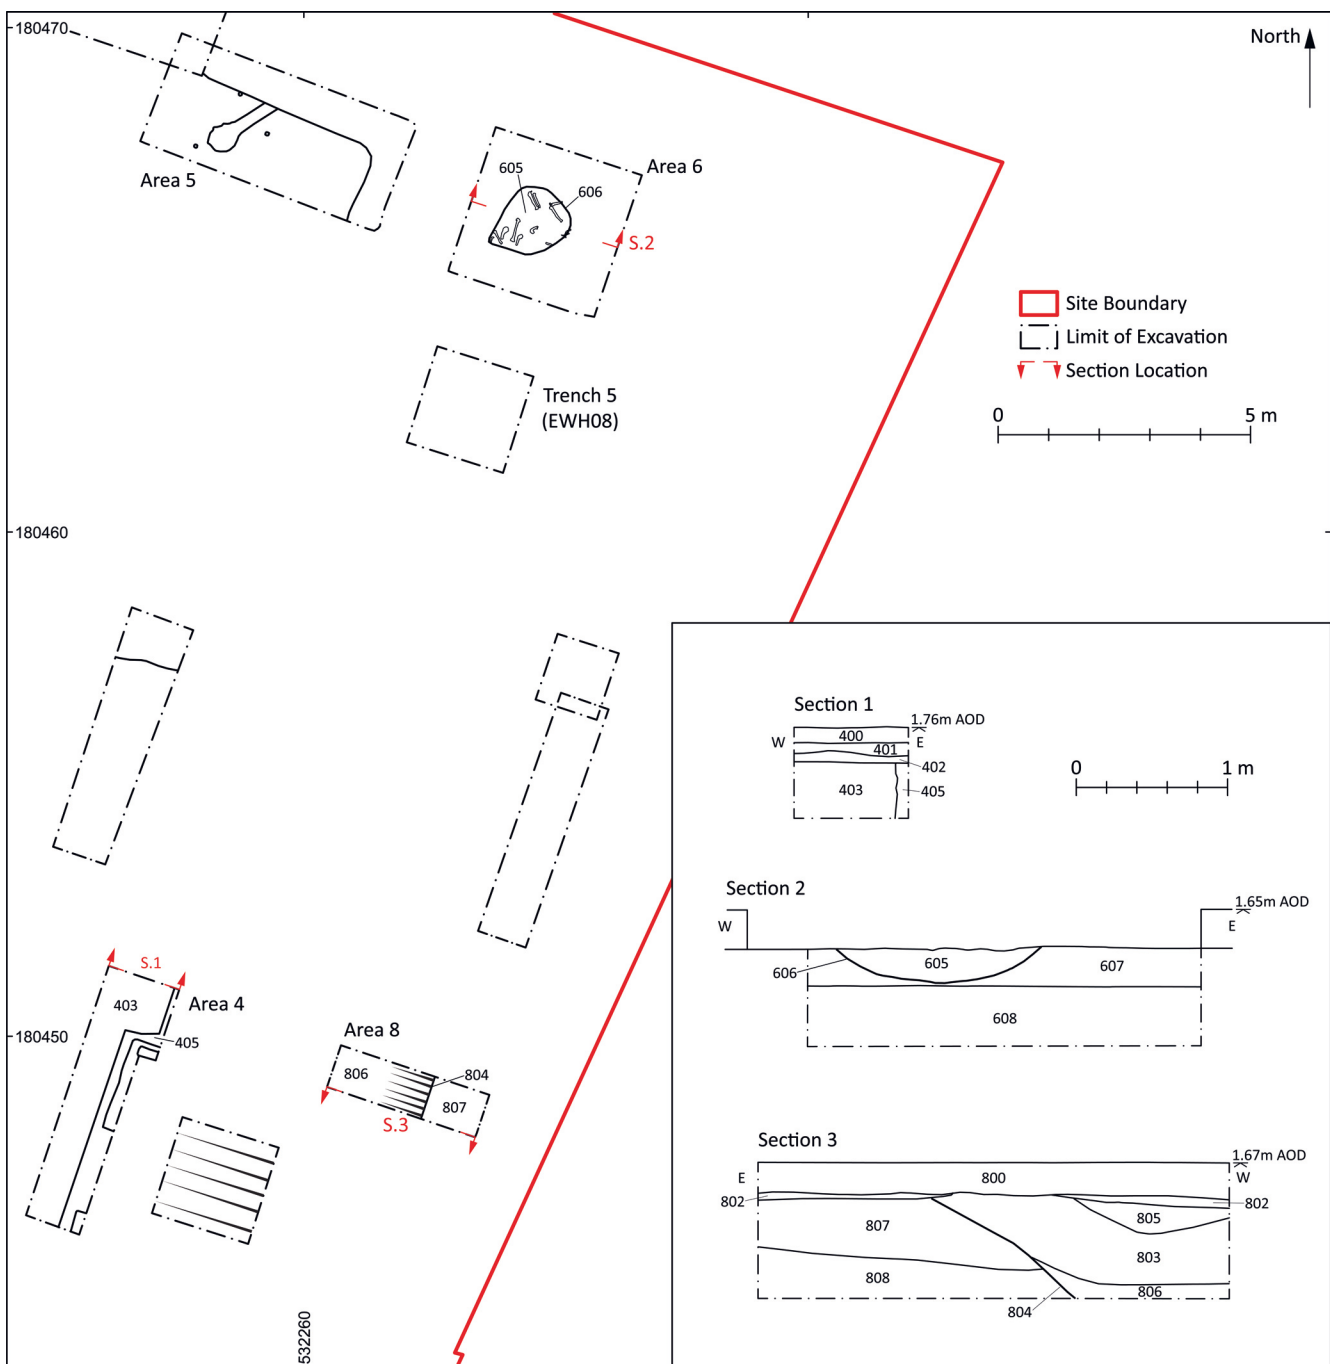 180470
North
Area 5
605
Area 6
606
S.2
Site Boundary
Limit of Excavation
Section Location
Trench 5
(EWH08)
0 5 m
180460
S.1
403
Area 4
405
180450
Area 8
806
804
807
S.3
532260
Section 1
1.76m AOD
W 400 E
401
402
403 405
0 1 m
Section 2
1.65m AOD
W E
606 605 607
608
Section 3
1.67m AOD
E 800 W
802 802
805
807
803
808
806
804